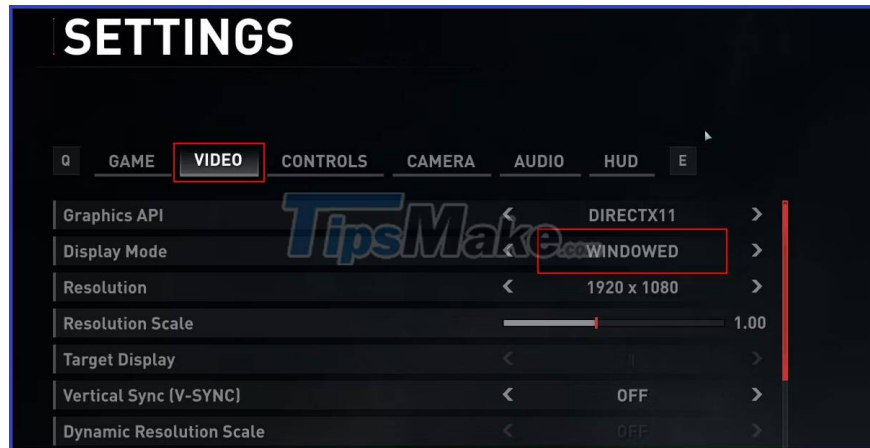 SETTINGS
Q GAME VIDEO CONTROLS CAMERA AUDIO HUD E
Graphics API < DIRECTX11 >
TipsMake.com
Display Mode < WINDOWED >
Resolution < 1920 x 1080 >
Resolution Scale 1.00
Target Display < >
Vertical Sync (V-SYNC) < OFF >
Dynamic Resolution Scale < OFF >